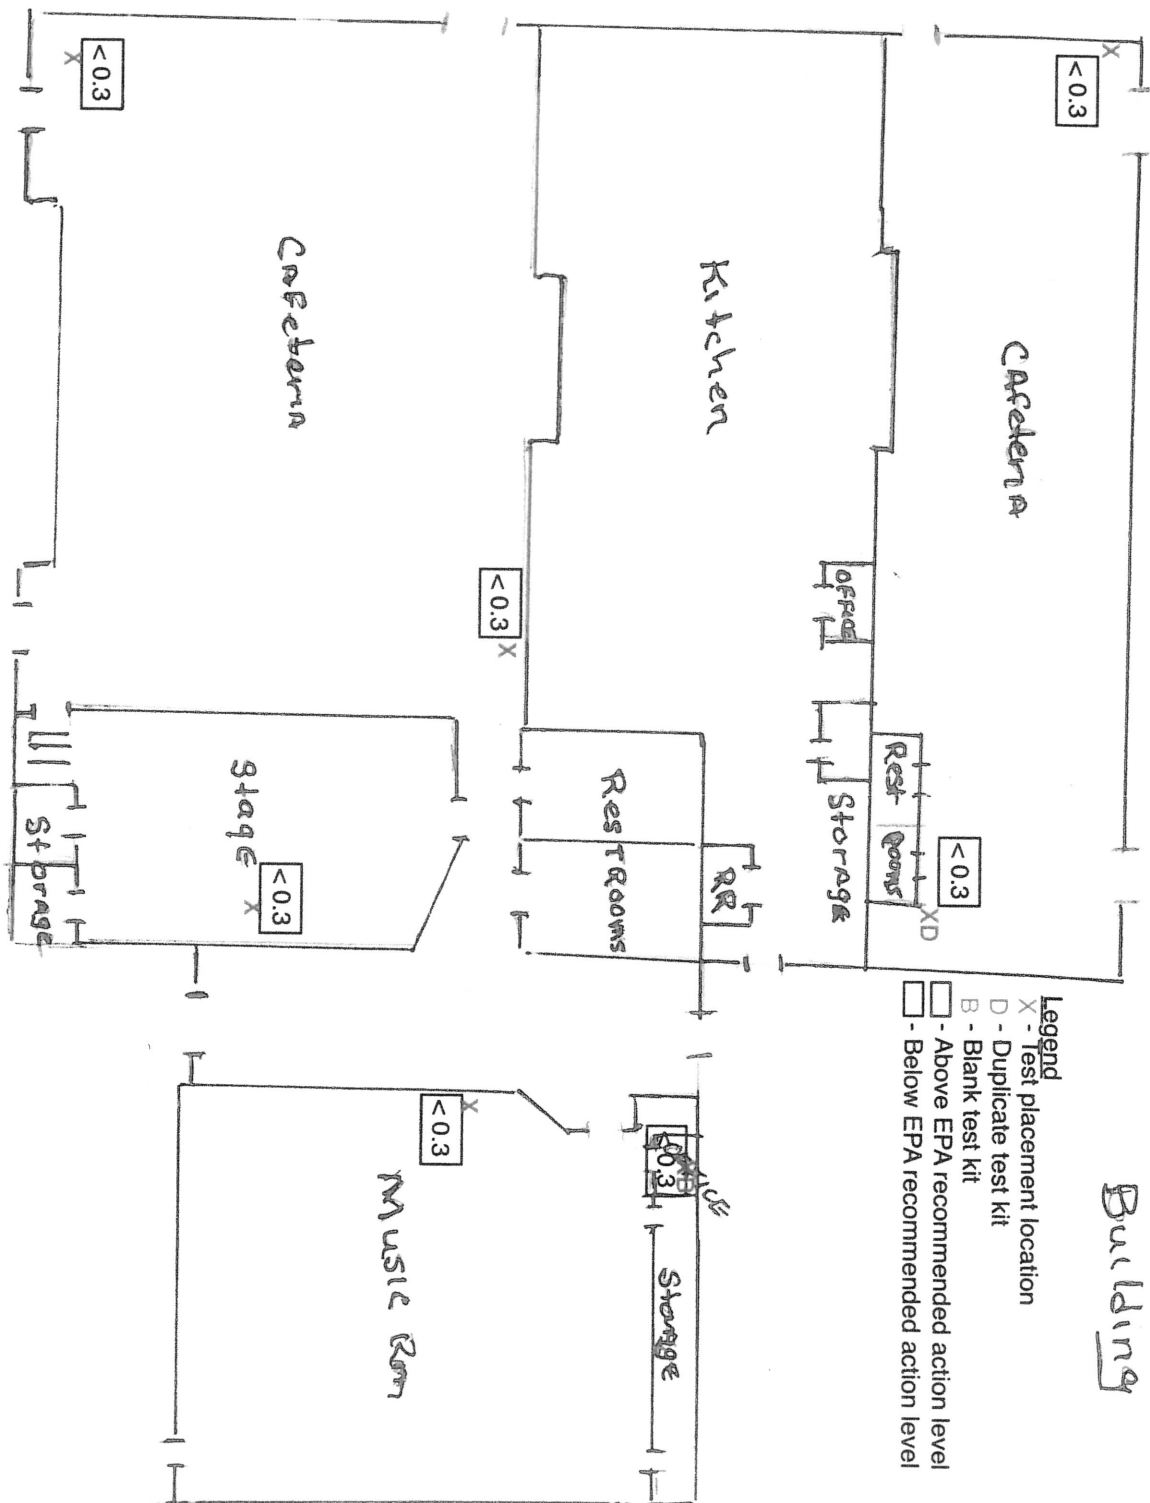 Building
Legend
X - Test placement location
D - Duplicate test kit
B - Blank test kit
- Above EPA recommended action level
- Below EPA recommended action level
X
< 0.3
CAFeterIA
Rest Rooms
< 0.3
XD
OFFICE
Storage
Kitchen
RR
RestRooms
< 0.3
X
X
< 0.3
CAFeterIA
Stage
< 0.3
X
Storage
< 0.3
Storage
X
< 0.3
Music Rm